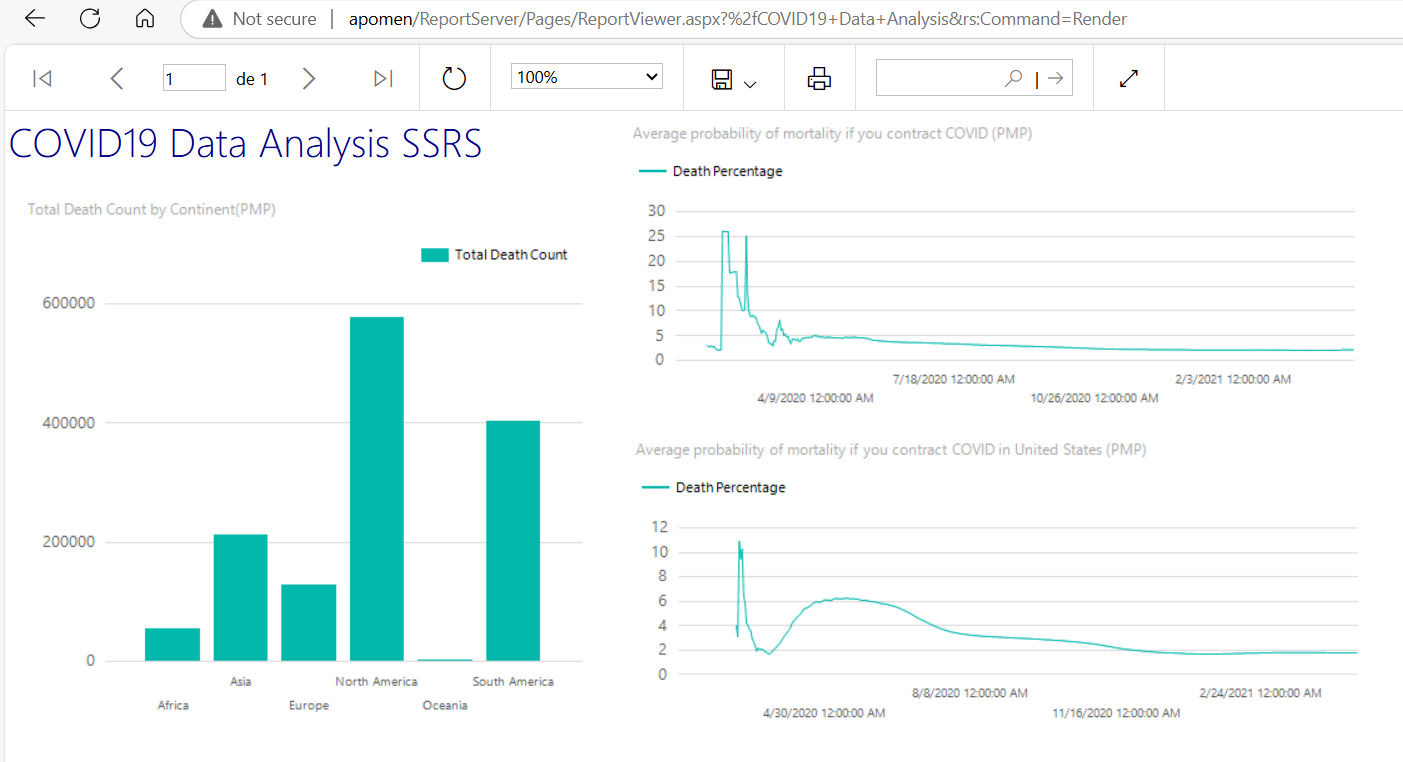 Not secure | apomen/ReportServer/Pages/ReportViewer.aspx?%2fCOVID19+Data+Analysis&rs:Command=Render
1 de 1 100%
COVID19 Data Analysis SSRS
Total Death Count by Continent(PMP)
Total Death Count
600000
400000
200000
0
Asia North America South America
Africa Europe Oceania
Average probability of mortality if you contract COVID (PMP)
Death Percentage
30
25
20
15
10
5
0
7/18/2020 12:00:00 AM 2/3/2021 12:00:00 AM
4/9/2020 12:00:00 AM 10/26/2020 12:00:00 AM
Average probability of mortality if you contract COVID in United States (PMP)
Death Percentage
12
10
8
6
4
2
0
8/8/2020 12:00:00 AM 2/24/2021 12:00:00 AM
4/30/2020 12:00:00 AM 11/16/2020 12:00:00 AM